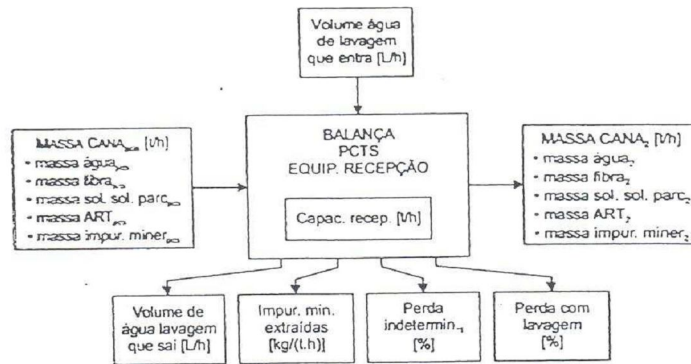 Volume água
de lavagem
que entra [L/h]
MASSA CANA [t/h]
• massa água
• massa fibra
• massa sol. sol. parc
• massa ART
• massa impur. miner
BALANÇA
PCTS
EQUIP. RECEPÇÃO
Capac. recep. [t/h]
MASSA CANA₂ [t/h]
• massa água₂
• massa fibra₂
• massa sol. sol. parc₂
• massa ART₂
• massa impur. miner₂
Volume de
água lavagem
que sai [L/h]
Impur. min.
extraídas
[kg/(t.h)]
Perda
indetermin.₁
[%]
Perda com
lavagem
[%]